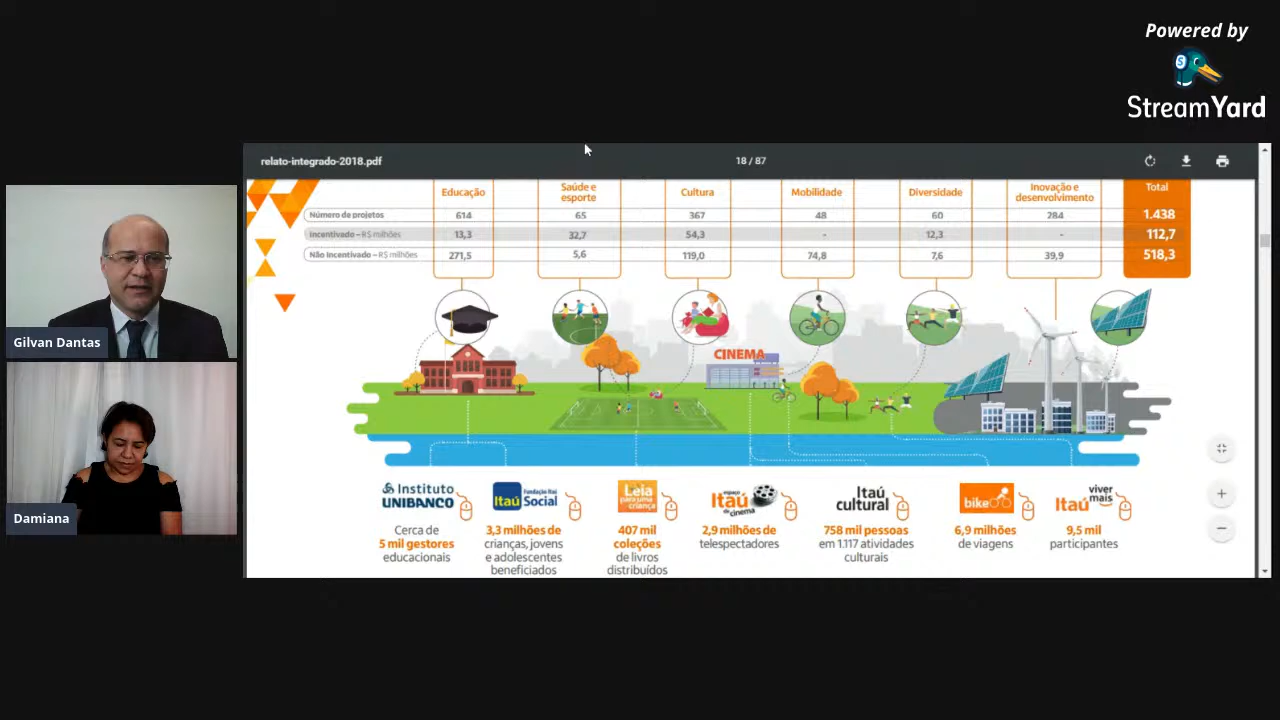 Powered by
StreamYard
relato-integrado-2018.pdf
18 / 87
Educação Saúde e esporte Cultura Mobilidade Diversidade Inovação e desenvolvimento Total
Número de projetos 614 65 367 48 60 284 1.438
Incentivado – R$ milhões 13,3 32,7 54,3 - 12,3 - 112,7
Não Incentivado – R$ milhões 271,5 5,6 119,0 74,8 7,6 39,9 518,3
Gilvan Dantas
Damiana
CINEMA
Instituto
UNIBANCO
Cerca de
5 mil gestores
educacionais
Itaú
Fundação Itaú
Social
3,3 milhões de
crianças, jovens
e adolescentes
beneficiados
Leia
para uma
criança
407 mil
coleções
de livros
distribuídos
espaço
Itaú
de cinema
2,9 milhões de
telespectadores
Itaú
cultural
758 mil pessoas
em 1.117 atividades
culturais
bike
6,9 milhões
de viagens
Itaú
viver
mais
9,5 mil
participantes